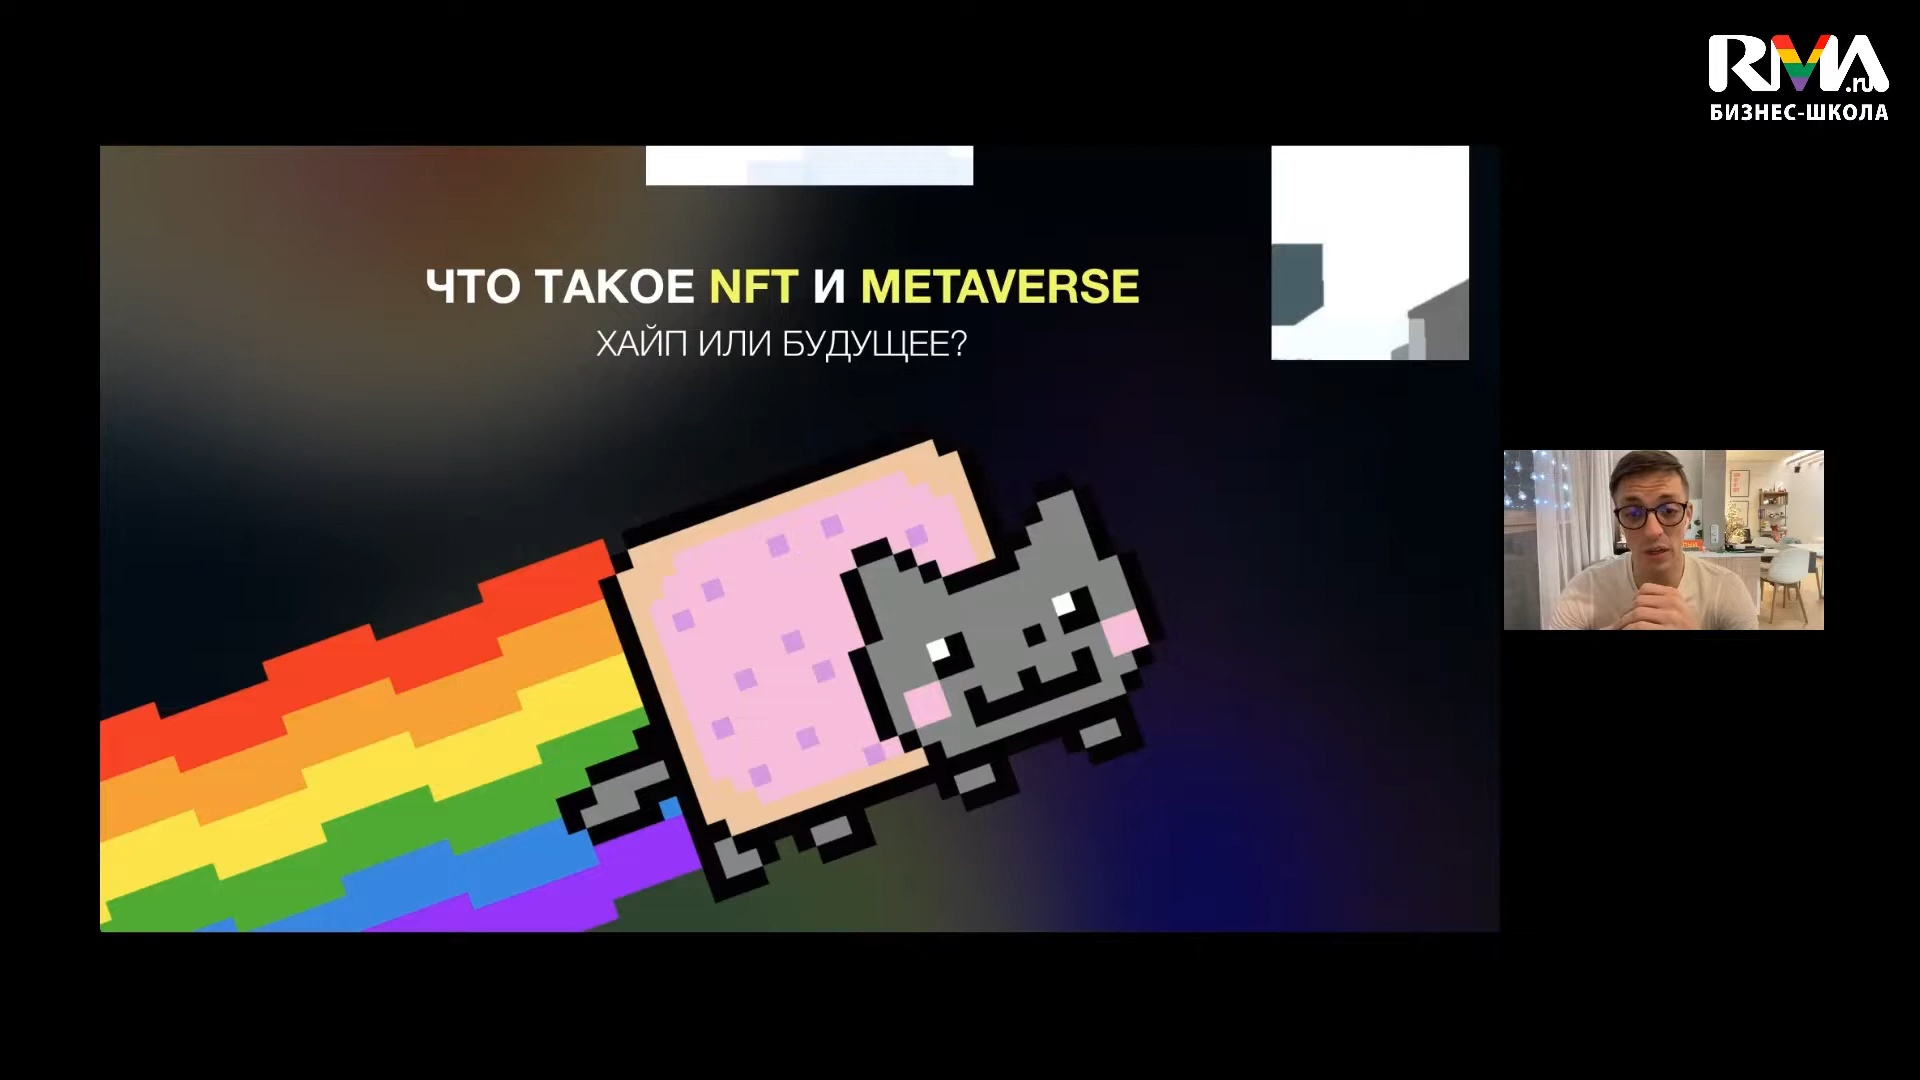 RMA
.ru
БИЗНЕС-ШКОЛА
ЧТО ТАКОЕ NFT И METAVERSE
ХАЙП ИЛИ БУДУЩЕЕ?